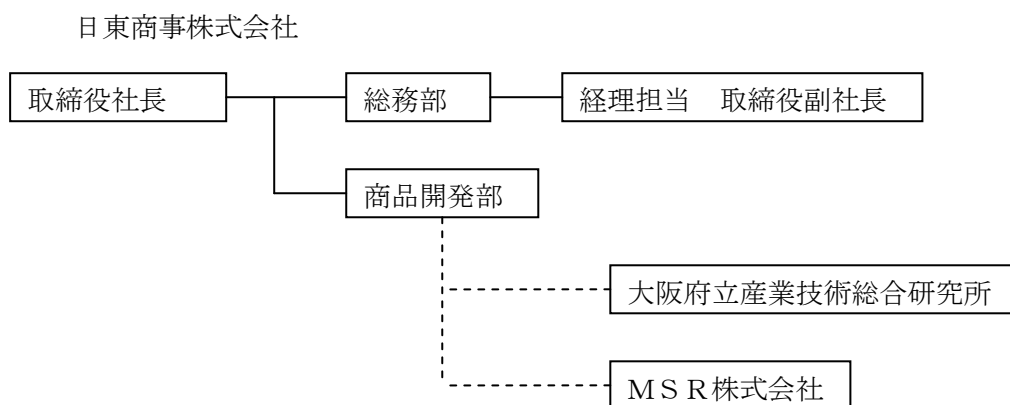 日東商事株式会社
取締役社長
総務部
経理担当　取締役副社長
商品開発部
大阪府立産業技術総合研究所
ＭＳＲ株式会社